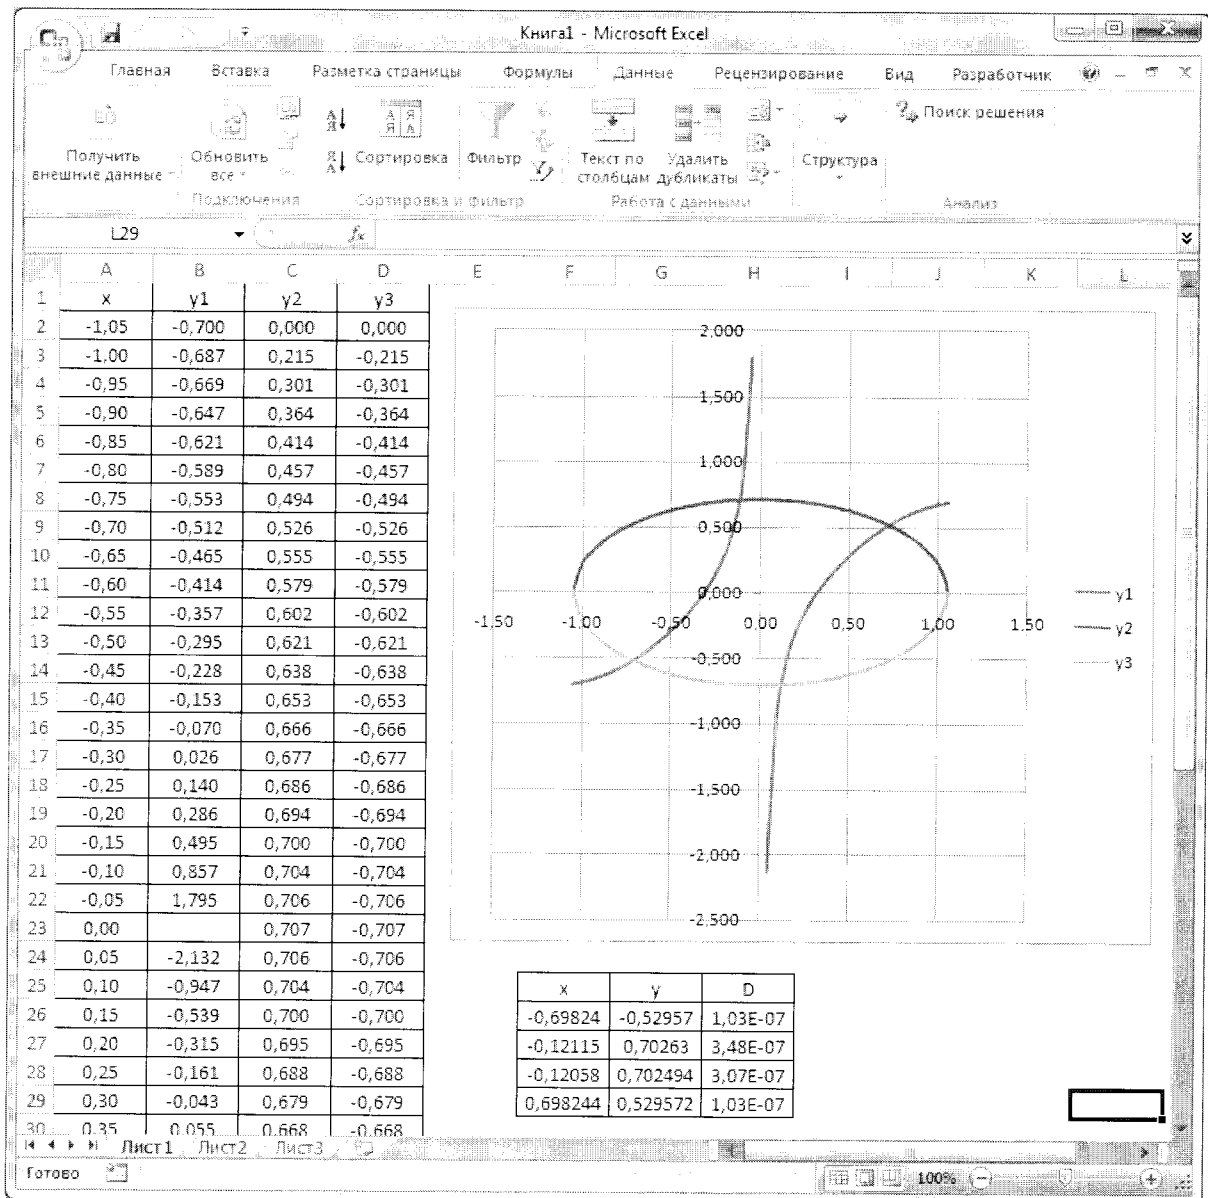 Книга1 - Microsoft Excel
Главная Вставка Разметка страницы Формулы Данные Рецензирование Вид Разработчик
Получить внешние данные
Обновить все
Подключения
Сортировка
Фильтр
Сортировка и фильтр
Текст по столбцам
Удалить дубликаты
Работа с данными
Структура
Поиск решения
Анализ
L29 fx
A B C D E F G H I J K L
1 x y1 y2 y3
2 -1,05 -0,700 0,000 0,000
3 -1,00 -0,687 0,215 -0,215
4 -0,95 -0,669 0,301 -0,301
5 -0,90 -0,647 0,364 -0,364
6 -0,85 -0,621 0,414 -0,414
7 -0,80 -0,589 0,457 -0,457
8 -0,75 -0,553 0,494 -0,494
9 -0,70 -0,512 0,526 -0,526
10 -0,65 -0,465 0,555 -0,555
11 -0,60 -0,414 0,579 -0,579
12 -0,55 -0,357 0,602 -0,602
13 -0,50 -0,295 0,621 -0,621
14 -0,45 -0,228 0,638 -0,638
15 -0,40 -0,153 0,653 -0,653
16 -0,35 -0,070 0,666 -0,666
17 -0,30 0,026 0,677 -0,677
18 -0,25 0,140 0,686 -0,686
19 -0,20 0,286 0,694 -0,694
20 -0,15 0,495 0,700 -0,700
21 -0,10 0,857 0,704 -0,704
22 -0,05 1,795 0,706 -0,706
23 0,00 0,707 -0,707
24 0,05 -2,132 0,706 -0,706
25 0,10 -0,947 0,704 -0,704
26 0,15 -0,539 0,700 -0,700
27 0,20 -0,315 0,695 -0,695
28 0,25 -0,161 0,688 -0,688
29 0,30 -0,043 0,679 -0,679
30 0,35 0,055 0,668 -0,668
2,000
1,500
1,000
0,500
0,000
-1,50 -1,00 -0,50 0,00 0,50 1,00 1,50
-0,500
-1,000
-1,500
-2,000
-2,500
y1
y2
y3
x y D
-0,69824 -0,52957 1,03E-07
-0,12115 0,70263 3,48E-07
-0,12058 0,702494 3,07E-07
0,698244 0,529572 1,03E-07
Лист1 Лист2 Лист3
Готово 100%